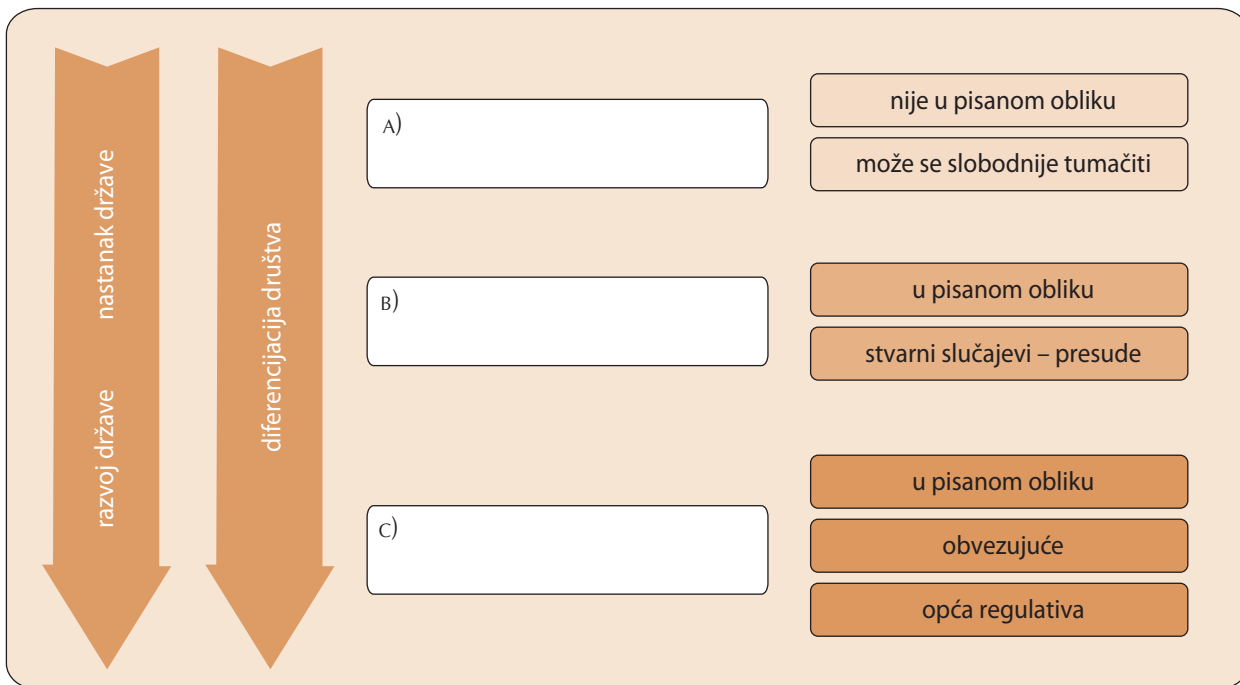 nastanak države
razvoj države
diferencijacija društva
A)
nije u pisanom obliku
može se slobodnije tumačiti
B)
u pisanom obliku
stvarni slučajevi – presude
C)
u pisanom obliku
obvezujuće
opća regulativa